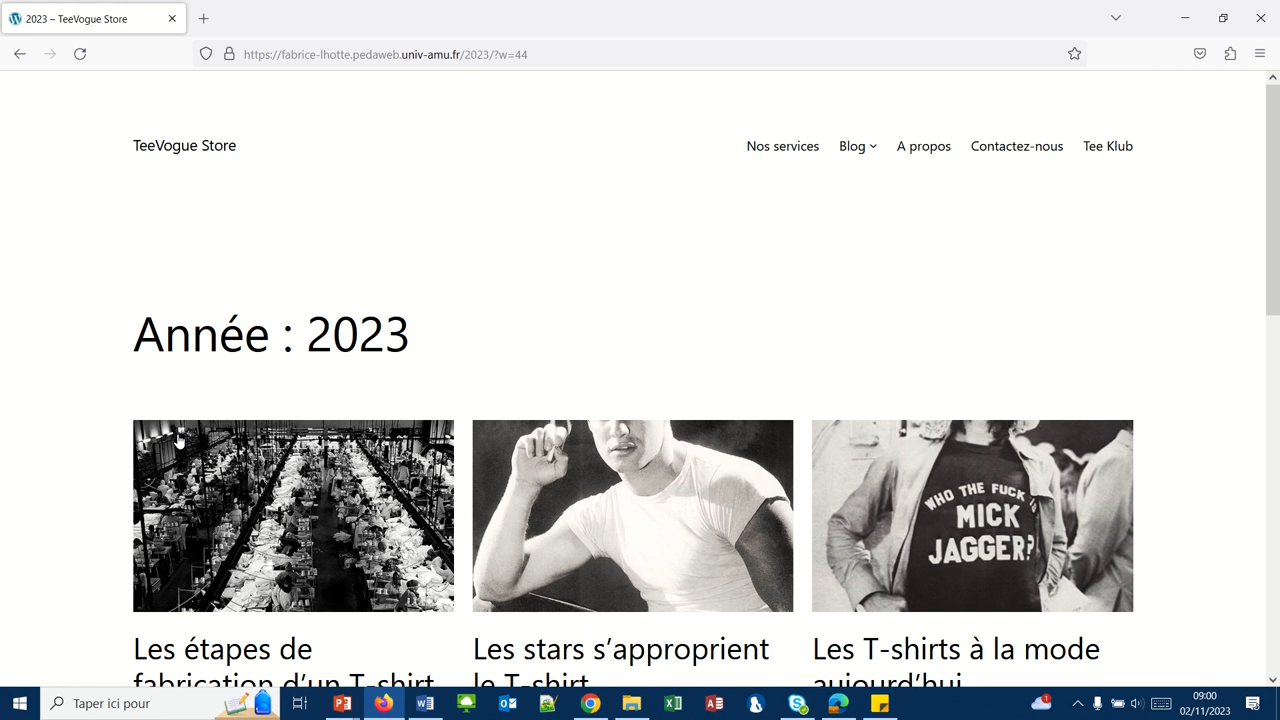 2023 – TeeVogue Store
https://fabrice-lhotte.pedaweb.univ-amu.fr/2023/?w=44
TeeVogue Store
Nos services
Blog
A propos
Contactez-nous
Tee Klub
Année : 2023
WHO THE FUCK IS
MICK
JAGGER?
Les étapes de
fabrication d'un T-shirt
Les stars s'approprient
le T-shirt
Les T-shirts à la mode
aujourd'hui
Taper ici pour
1
09:00
02/11/2023